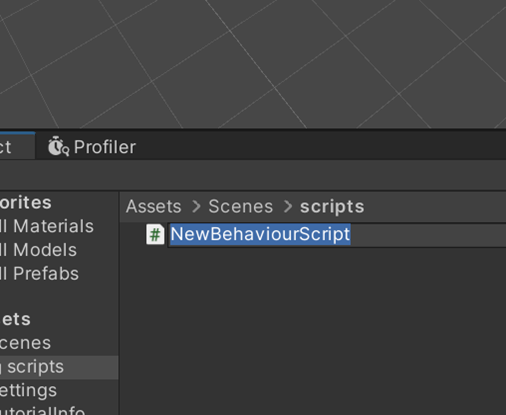 ct
Profiler
Assets > Scenes > scripts
NewBehaviourScript
orites
ll Materials
ll Models
ll Prefabs
ets
cenes
scripts
ettings
utorialInfo